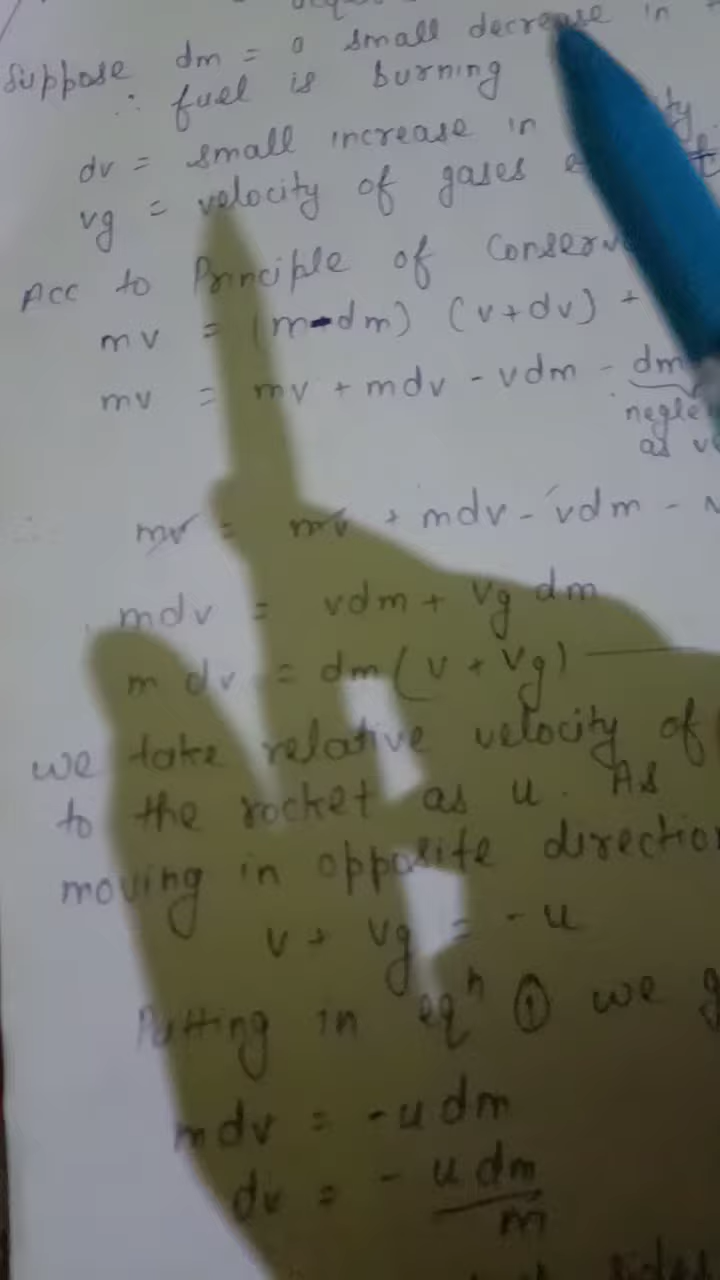 Suppose dm = a small decrease in
∴ fuel is burning
dv = small increase in
vg = velocity of gases
Acc to Principle of
mv = (m-dm) (v+dv) +
mv = mv + mdv - vdm - dm
as
mv = mv + mdv - vdm -
mdv = vdm + vg dm
m dv = dm (v + vg)
we take relative velocity of
to the rocket as u. As
moving in opposite
v + vg = -u
Putting in eqⁿ ① we
mdv = -u dm
dv = - u dm / m